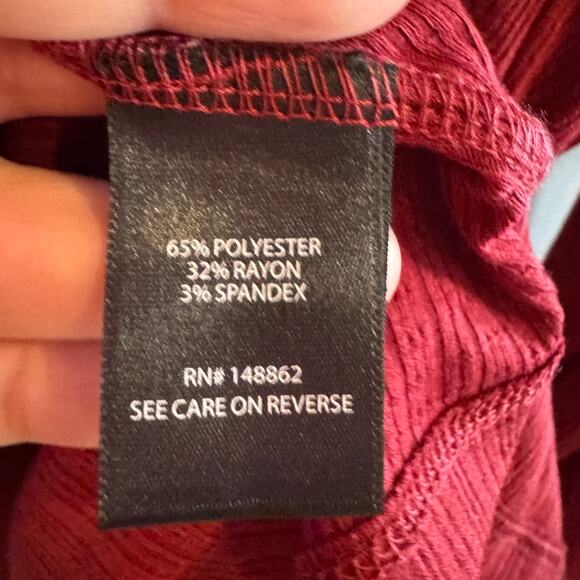 65% POLYESTER
32% RAYON
3% SPANDEX
RN# 148862
SEE CARE ON REVERSE